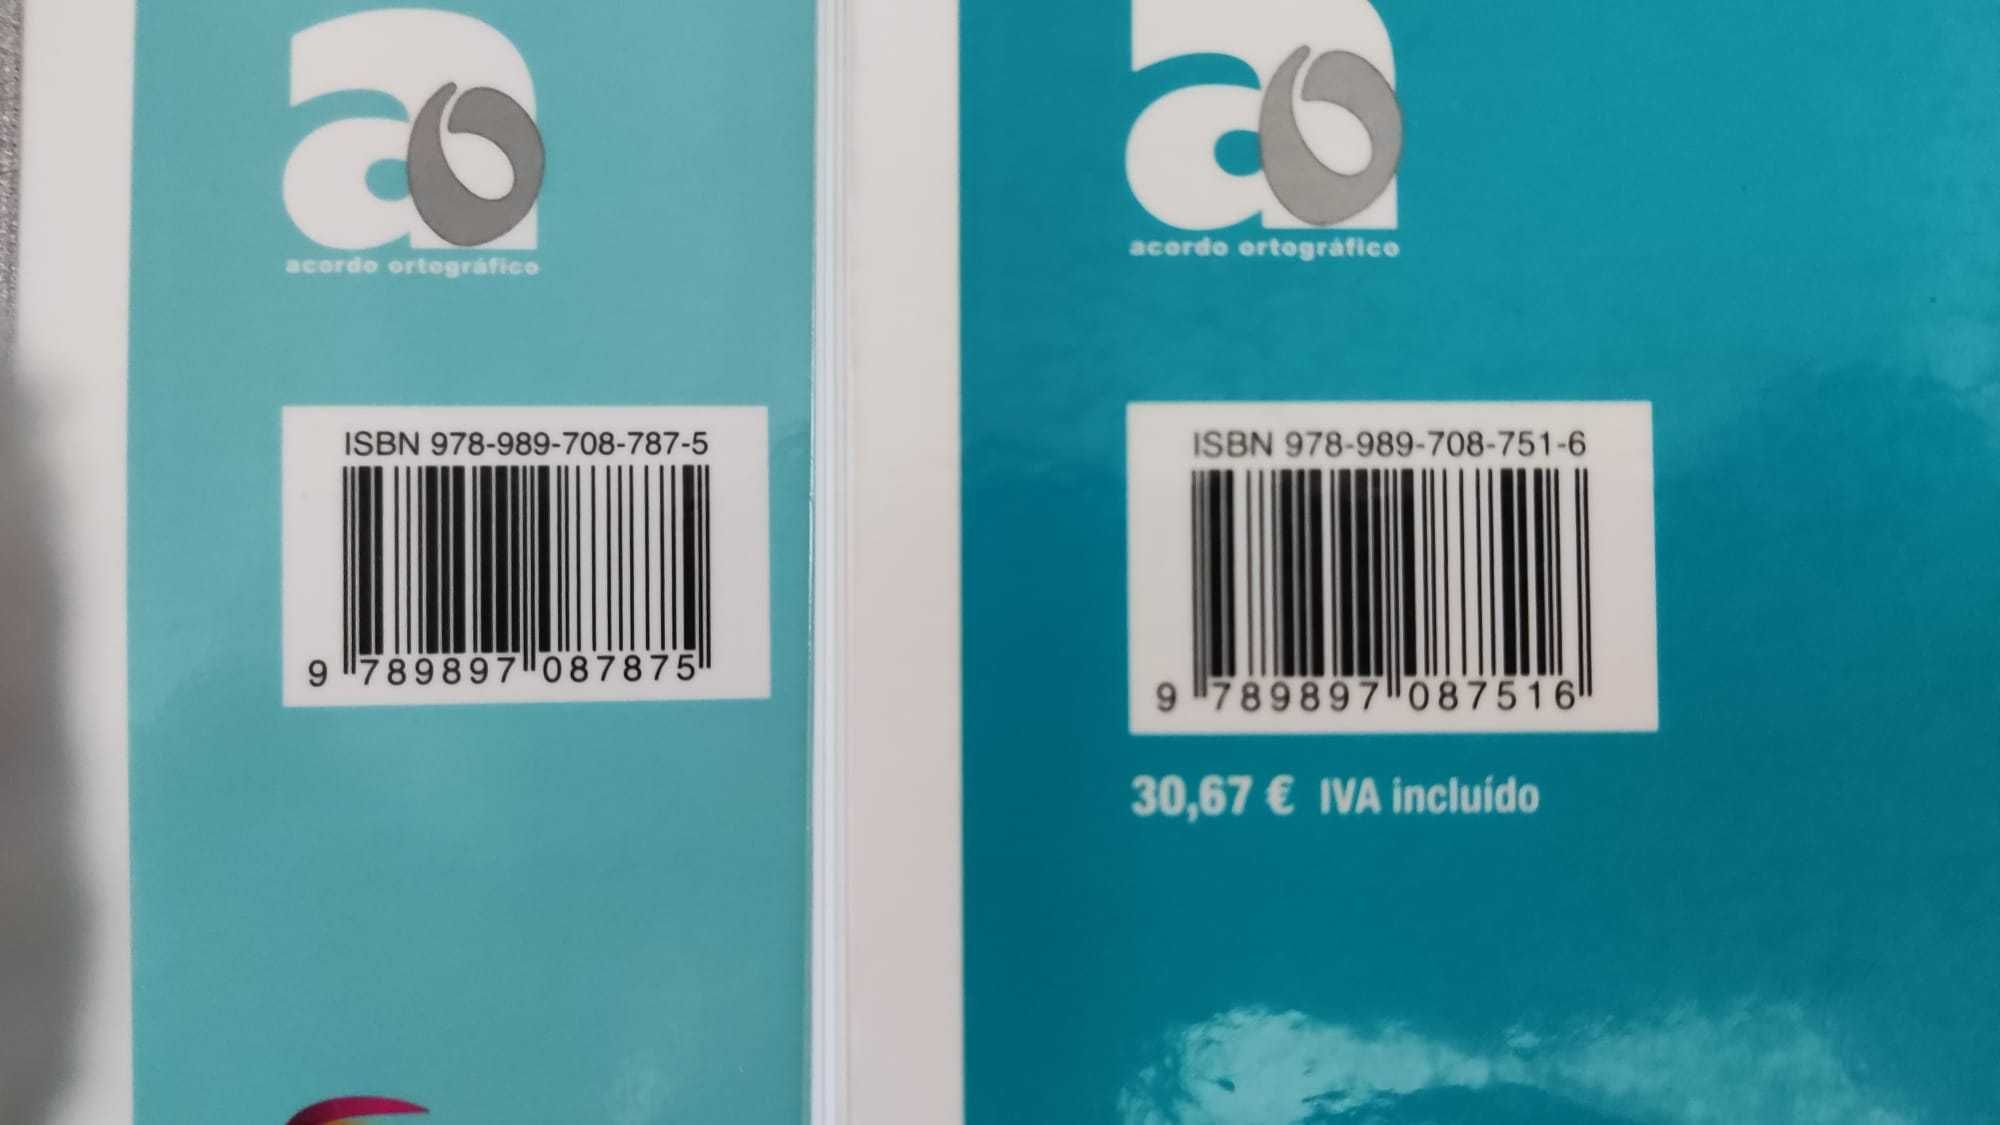 acordo ortográfico
ISBN 978-989-708-787-5
9 789897 087875
acordo ortográfico
ISBN 978-989-708-751-6
9 789897 087516
30,67 € IVA incluído